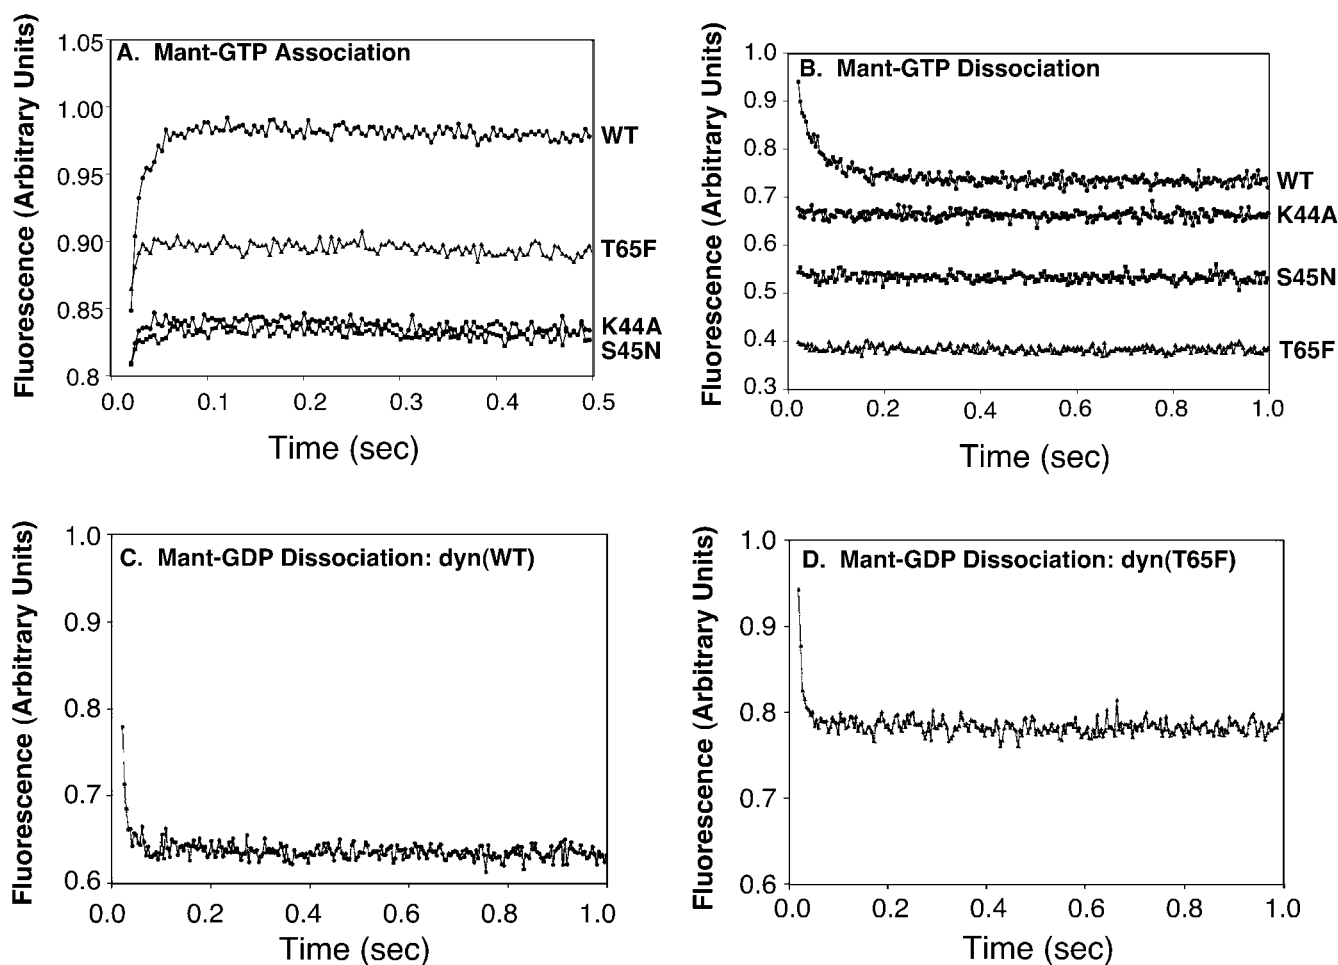 A. Mant-GTP Association
Fluorescence (Arbitrary Units)
1.05
1.00
0.95
0.90
0.85
0.8
WT
T65F
K44A
S45N
0.0 0.1 0.2 0.3 0.4 0.5
Time (sec)
B. Mant-GTP Dissociation
Fluorescence (Arbitrary Units)
1.0
0.9
0.8
0.7
0.6
0.5
0.4
0.3
WT
K44A
S45N
T65F
0.0 0.2 0.4 0.6 0.8 1.0
Time (sec)
C. Mant-GDP Dissociation: dyn(WT)
Fluorescence (Arbitrary Units)
1.0
0.9
0.8
0.7
0.6
0.0 0.2 0.4 0.6 0.8 1.0
Time (sec)
D. Mant-GDP Dissociation: dyn(T65F)
Fluorescence (Arbitrary Units)
1.0
0.9
0.8
0.7
0.6
0.0 0.2 0.4 0.6 0.8 1.0
Time (sec)